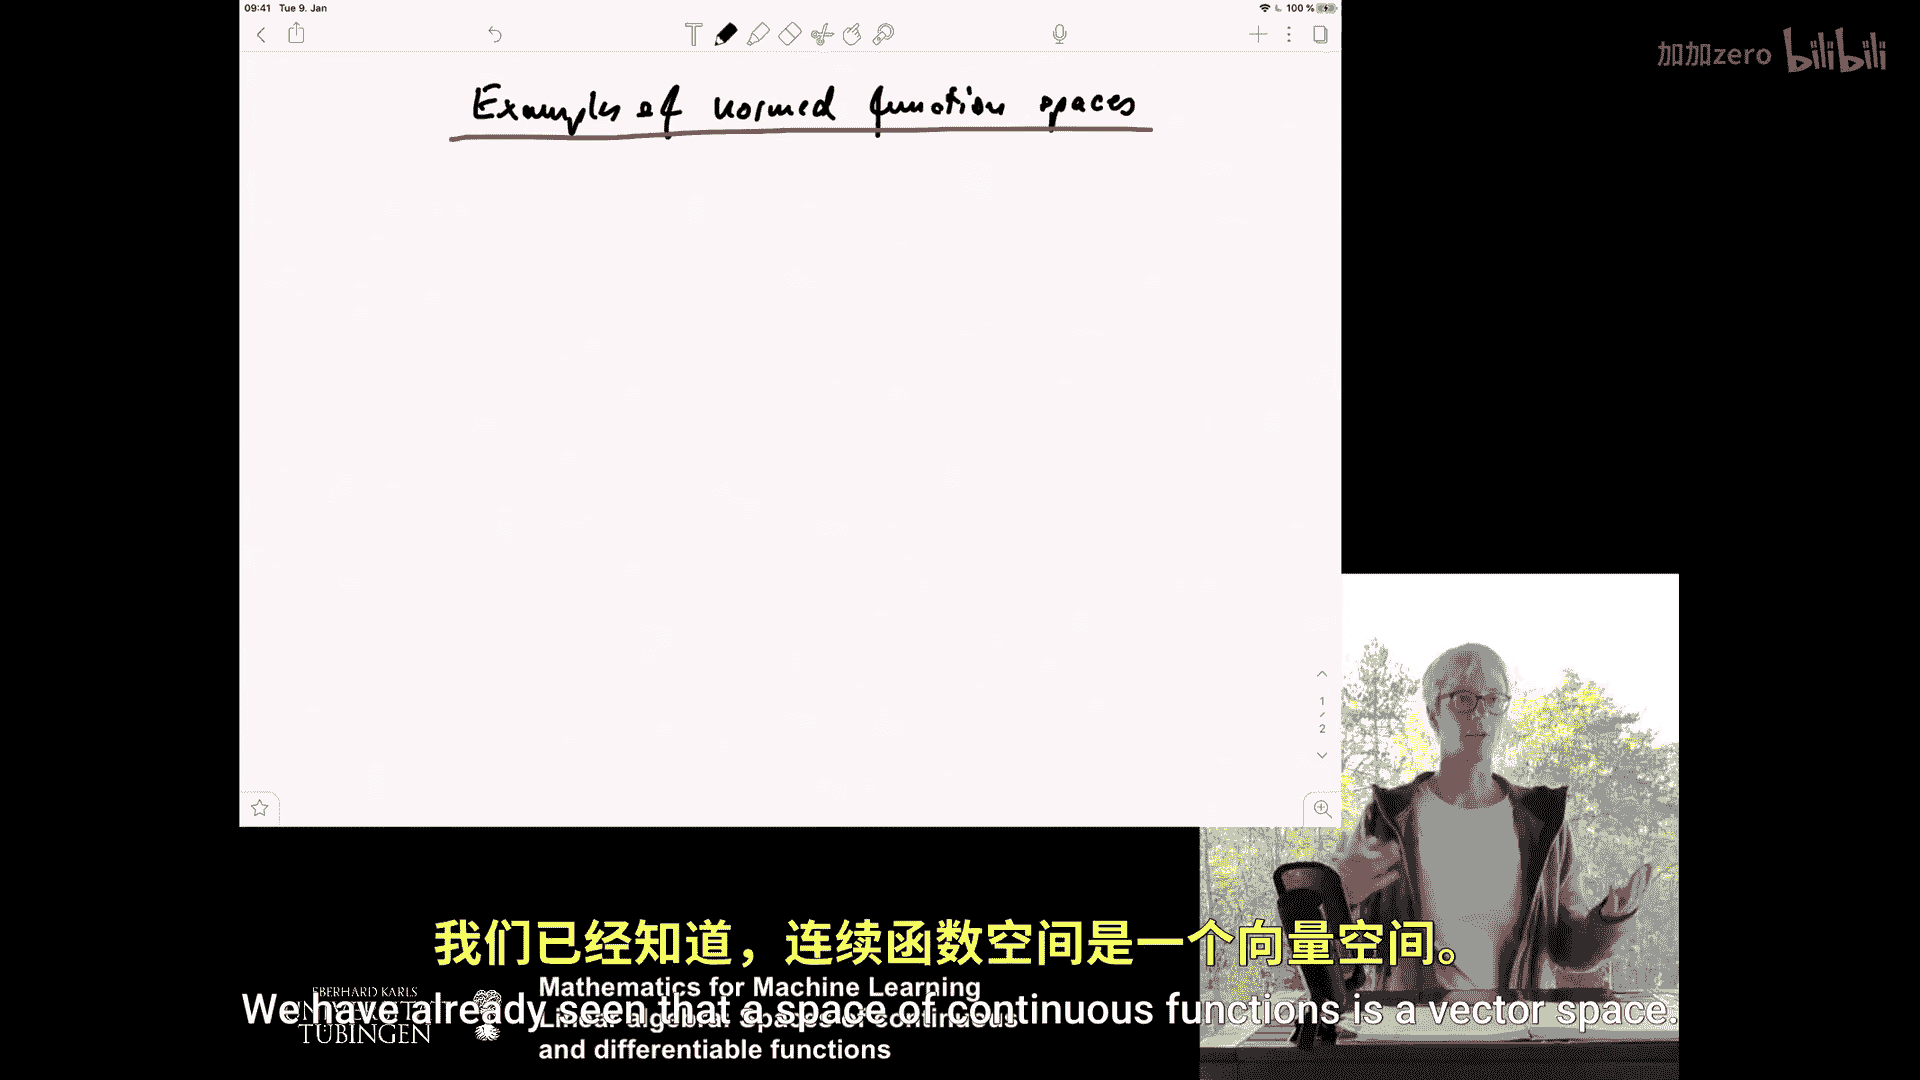 09:41 Tue 9. Jan
100 %
加加zero bilibili
Examples of normed function spaces
1
2
我们已经知道，连续函数空间是一个向量空间。
We have already seen that a space of continuous functions is a vector space.
EBERHARD KARLS
UNIVERSITÄT
TÜBINGEN
Mathematics for Machine Learning
Linear algebra: Spaces of continuous
and differentiable functions